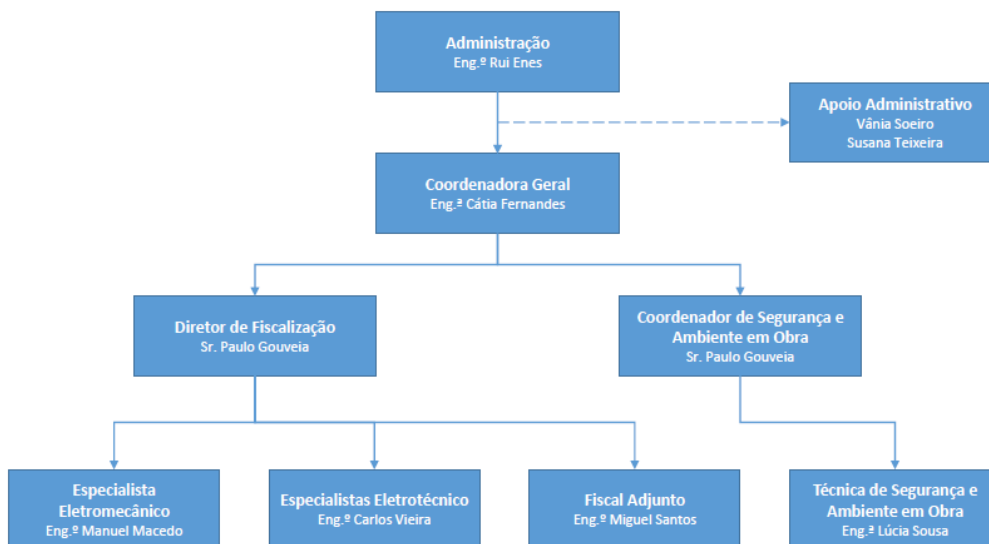 Administração
Eng.º Rui Enes
Apoio Administrativo
Vânia Soeiro
Susana Teixeira
Coordenadora Geral
Eng.ª Cátia Fernandes
Diretor de Fiscalização
Sr. Paulo Gouveia
Coordenador de Segurança e
Ambiente em Obra
Sr. Paulo Gouveia
Especialista
Eletromecânico
Eng.º Manuel Macedo
Especialistas Eletrotécnico
Eng.º Carlos Vieira
Fiscal Adjunto
Eng.º Miguel Santos
Técnica de Segurança e
Ambiente em Obra
Eng.ª Lúcia Sousa